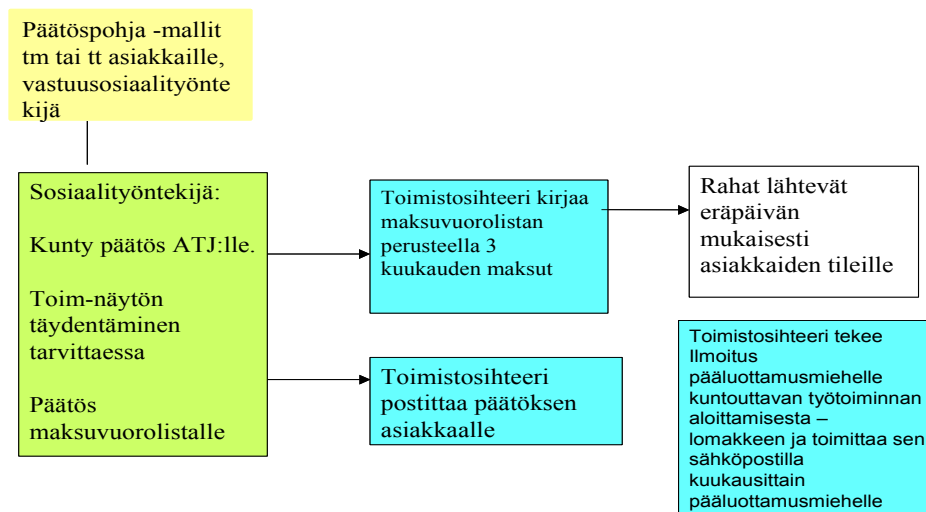 Päätöspohja -mallit
tm tai tt asiakkaille,
vastuusosiaalityönte
kijä
Sosiaalityöntekijä:
Kunty päätös ATJ:lle.
Toim-näytön
täydentäminen
tarvittaessa
Päätös
maksuvuorolistalle
Toimistosihteeri kirjaa
maksuvuorolistan
perusteella 3
kuukauden maksut
Rahat lähtevät
eräpäivän
mukaisesti
asiakkaiden tileille
Toimistosihteeri
postittaa päätöksen
asiakkaalle
Toimistosihteeri tekee
Ilmoitus
pääluottamusmiehelle
kuntouttavan työtoiminnan
aloittamisesta –
lomakkeen ja toimittaa sen
sähköpostilla
kuukausittain
pääluottamusmiehelle